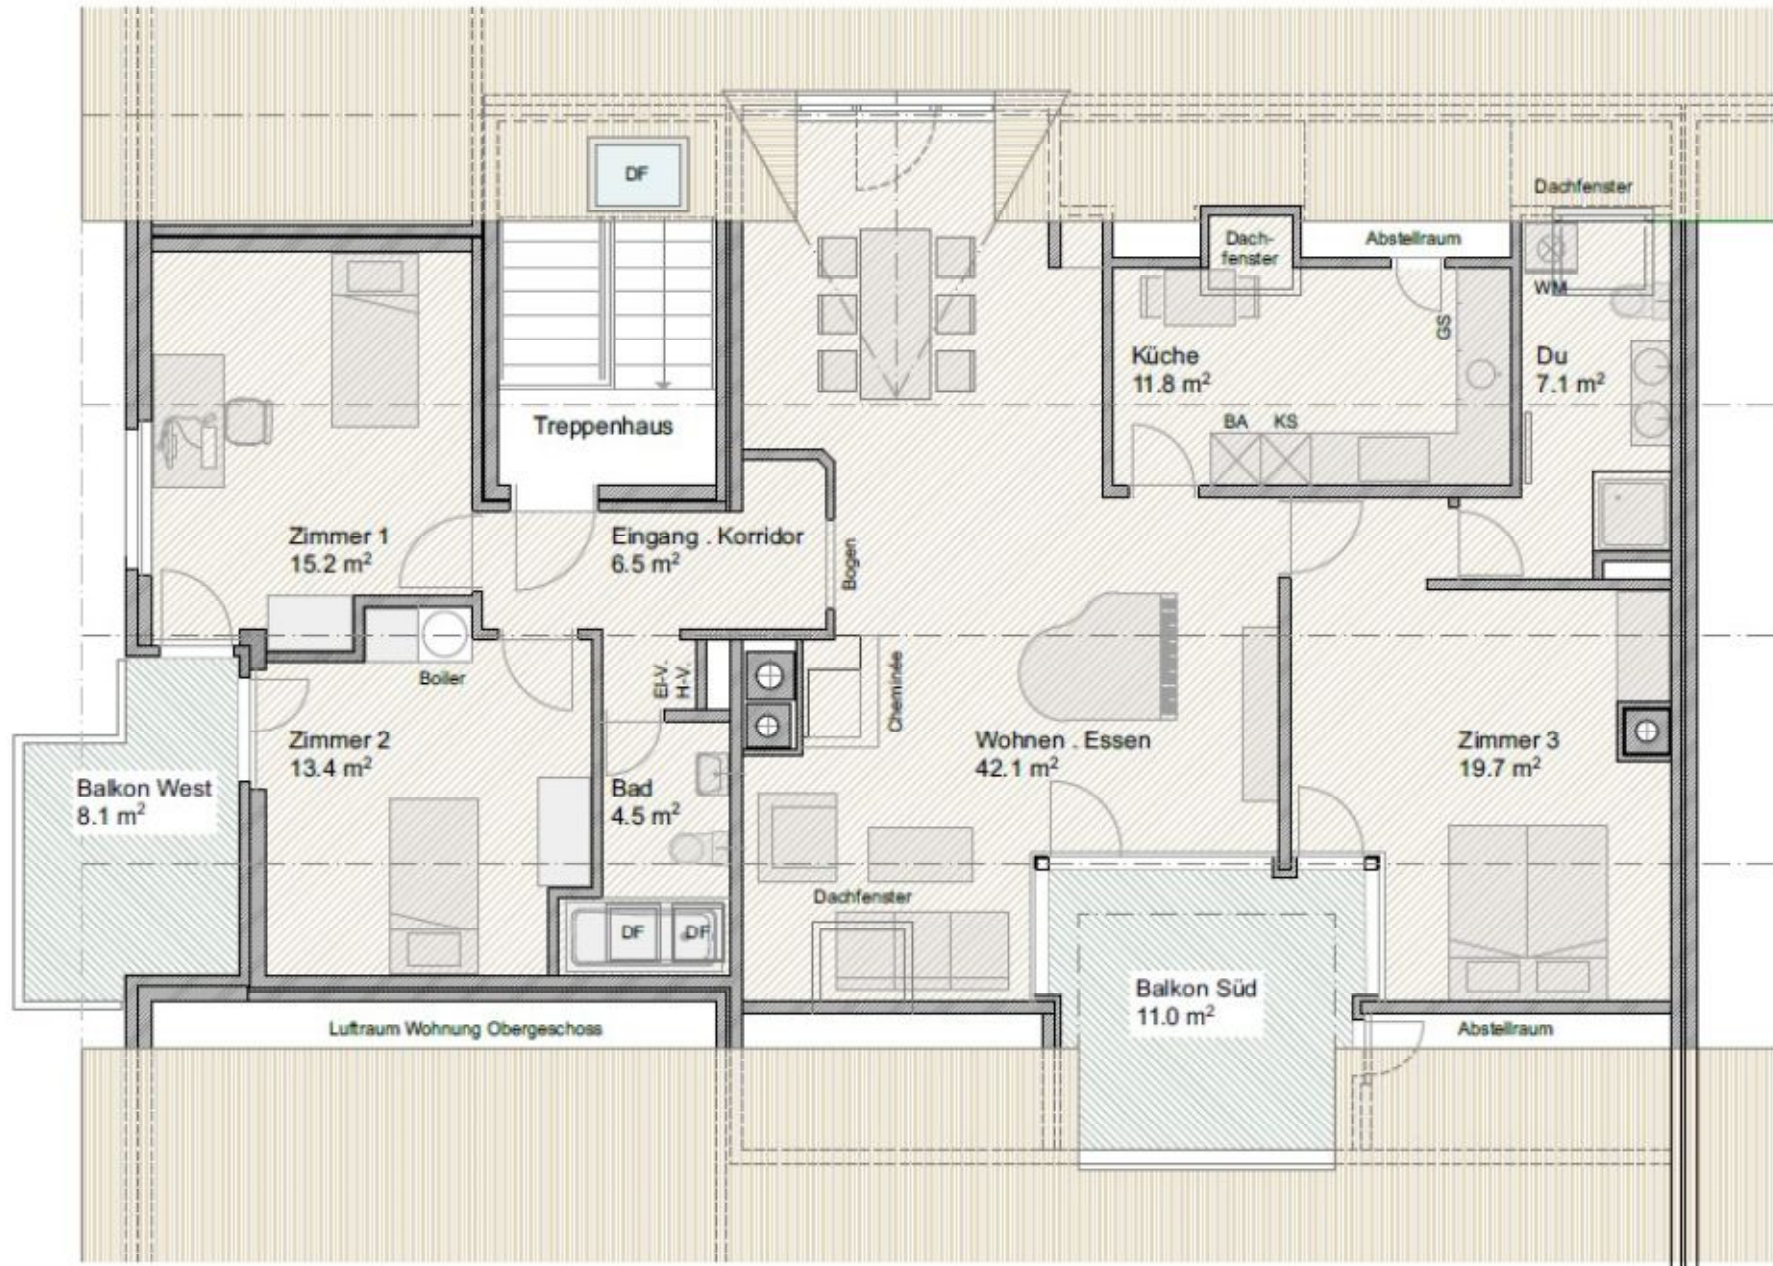 DF
Dachfenster
Dach-
fenster
Abstellraum
WM
GS
Küche
11.8 m²
Du
7.1 m²
BA
KS
Treppenhaus
Zimmer 1
15.2 m²
Eingang . Korridor
6.5 m²
Bogen
Boiler
El-V.
H-V.
Cheminée
Zimmer 2
13.4 m²
Wohnen . Essen
42.1 m²
Zimmer 3
19.7 m²
Balkon West
8.1 m²
Bad
4.5 m²
Dachfenster
DF
DF
Balkon Süd
11.0 m²
Luftraum Wohnung Obergeschoss
Abstellraum